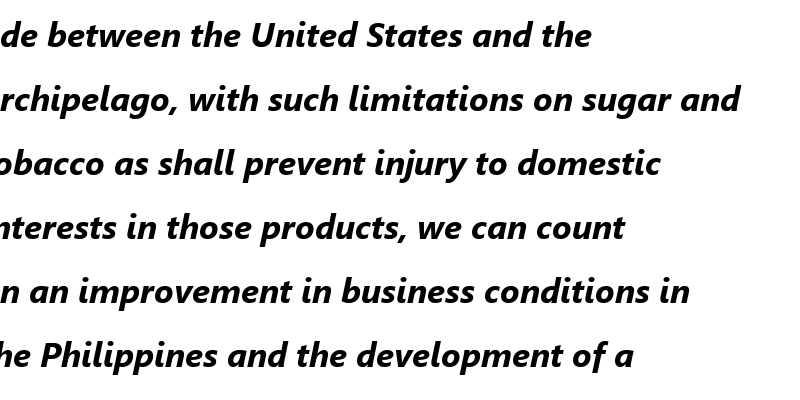 de between the United States and the
rchipelago, with such limitations on sugar and
obacco as shall prevent injury to domestic
nterests in those products, we can count
n an improvement in business conditions in
he Philippines and the development of a